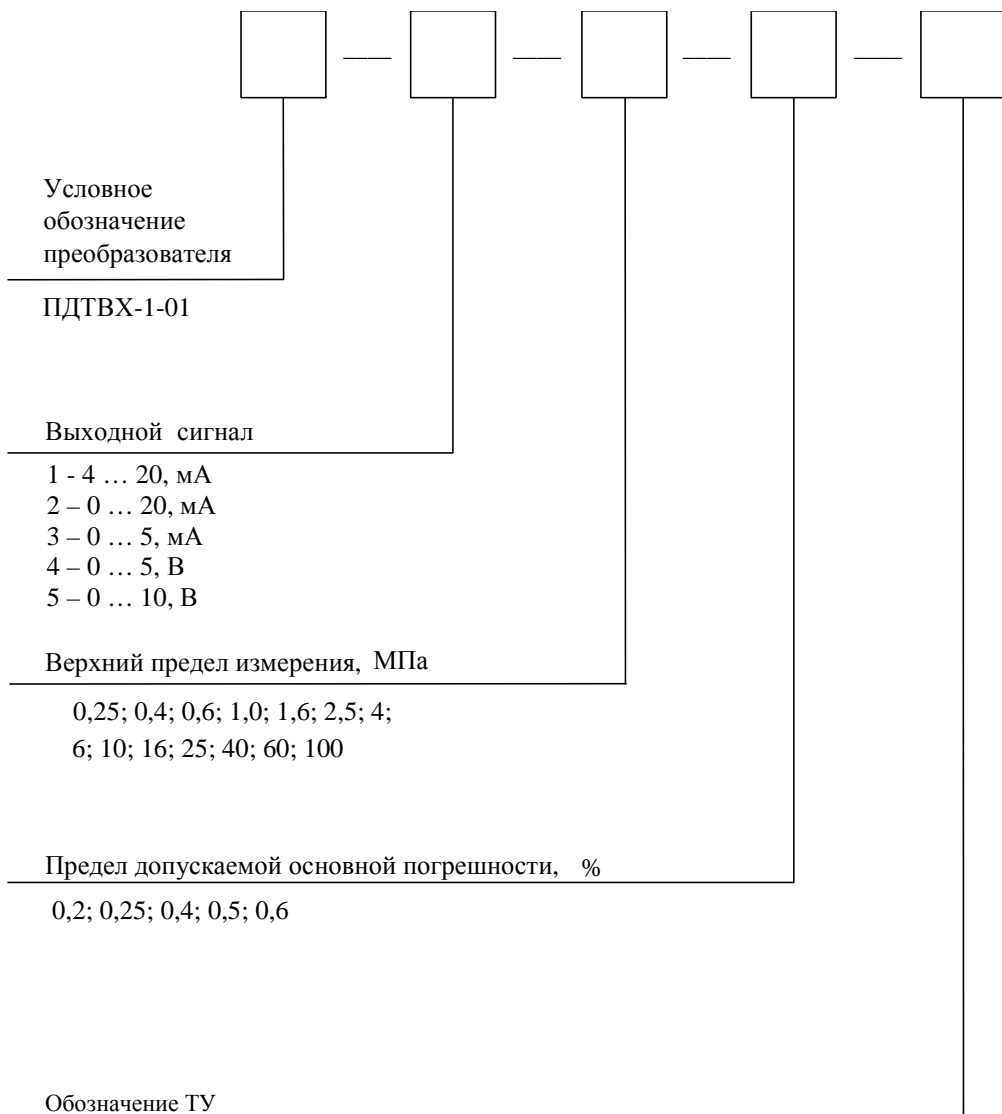 Условное
обозначение
преобразователя
ПДТВХ-1-01
Выходной сигнал
1 - 4 … 20, мА
2 – 0 … 20, мА
3 – 0 … 5, мА
4 – 0 … 5, В
5 – 0 … 10, В
Верхний предел измерения, МПа
0,25; 0,4; 0,6; 1,0; 1,6; 2,5; 4;
6; 10; 16; 25; 40; 60; 100
Предел допускаемой основной погрешности, %
0,2; 0,25; 0,4; 0,5; 0,6
Обозначение ТУ